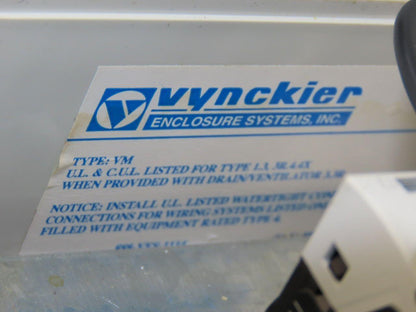 vynckier
ENCLOSURE SYSTEMS, INC.
TYPE: VM
U.L. & C.U.L. LISTED FOR TYPE 1,3, 3R, 4,4X
WHEN PROVIDED WITH DRAIN/VENTILATOR 3,3R
NOTICE: INSTALL U.L. LISTED WATERTIGHT
CONNECTIONS FOR WIRING SYSTEMS LISTED
FILLED WITH EQUIPMENT RATED TYPE 4.